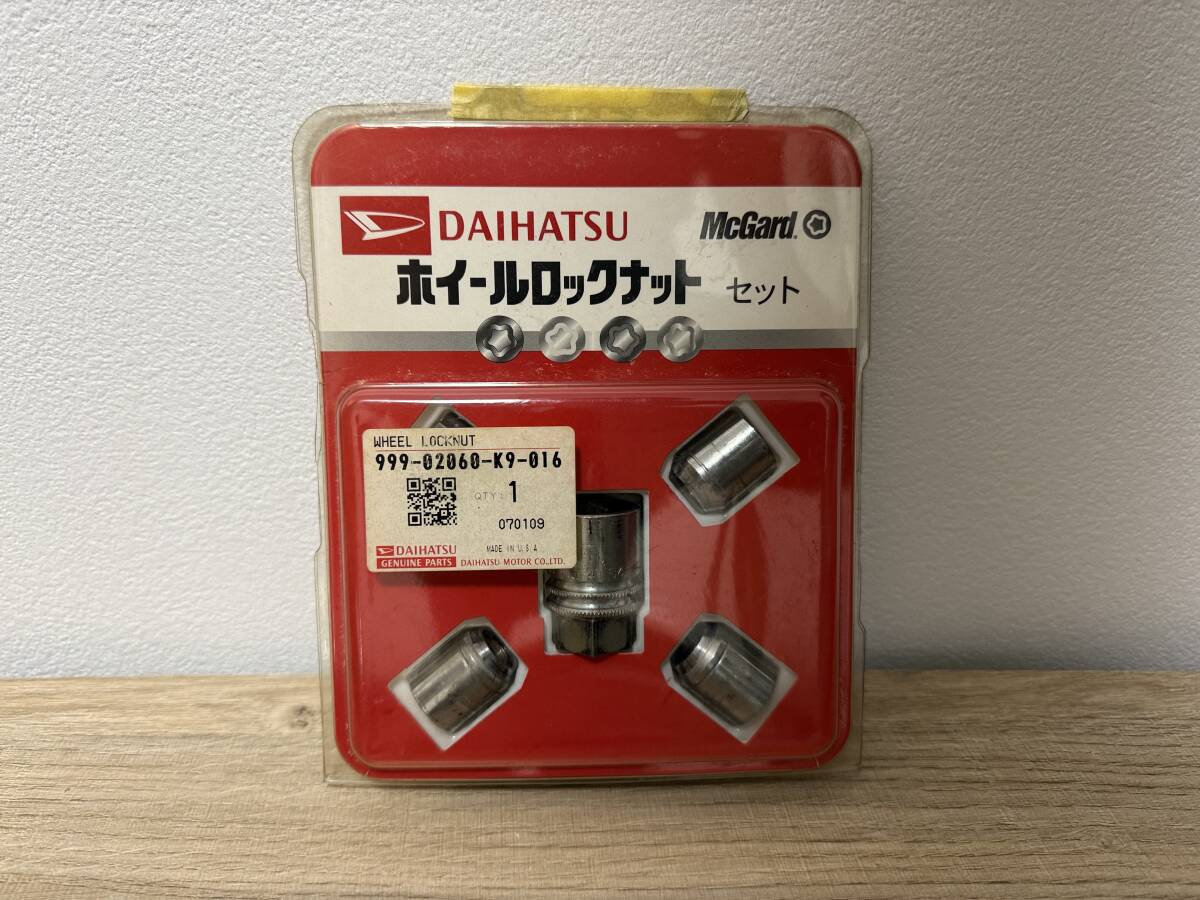 DAIHATSU
McGard
ホイールロックナット セット
WHEEL LOCKNUT
999-02060-K9-016
QTY: 1
070109
DAIHATSU
MADE IN U.S.A
GENUINE PARTS
DAIHATSU MOTOR CO.,LTD.